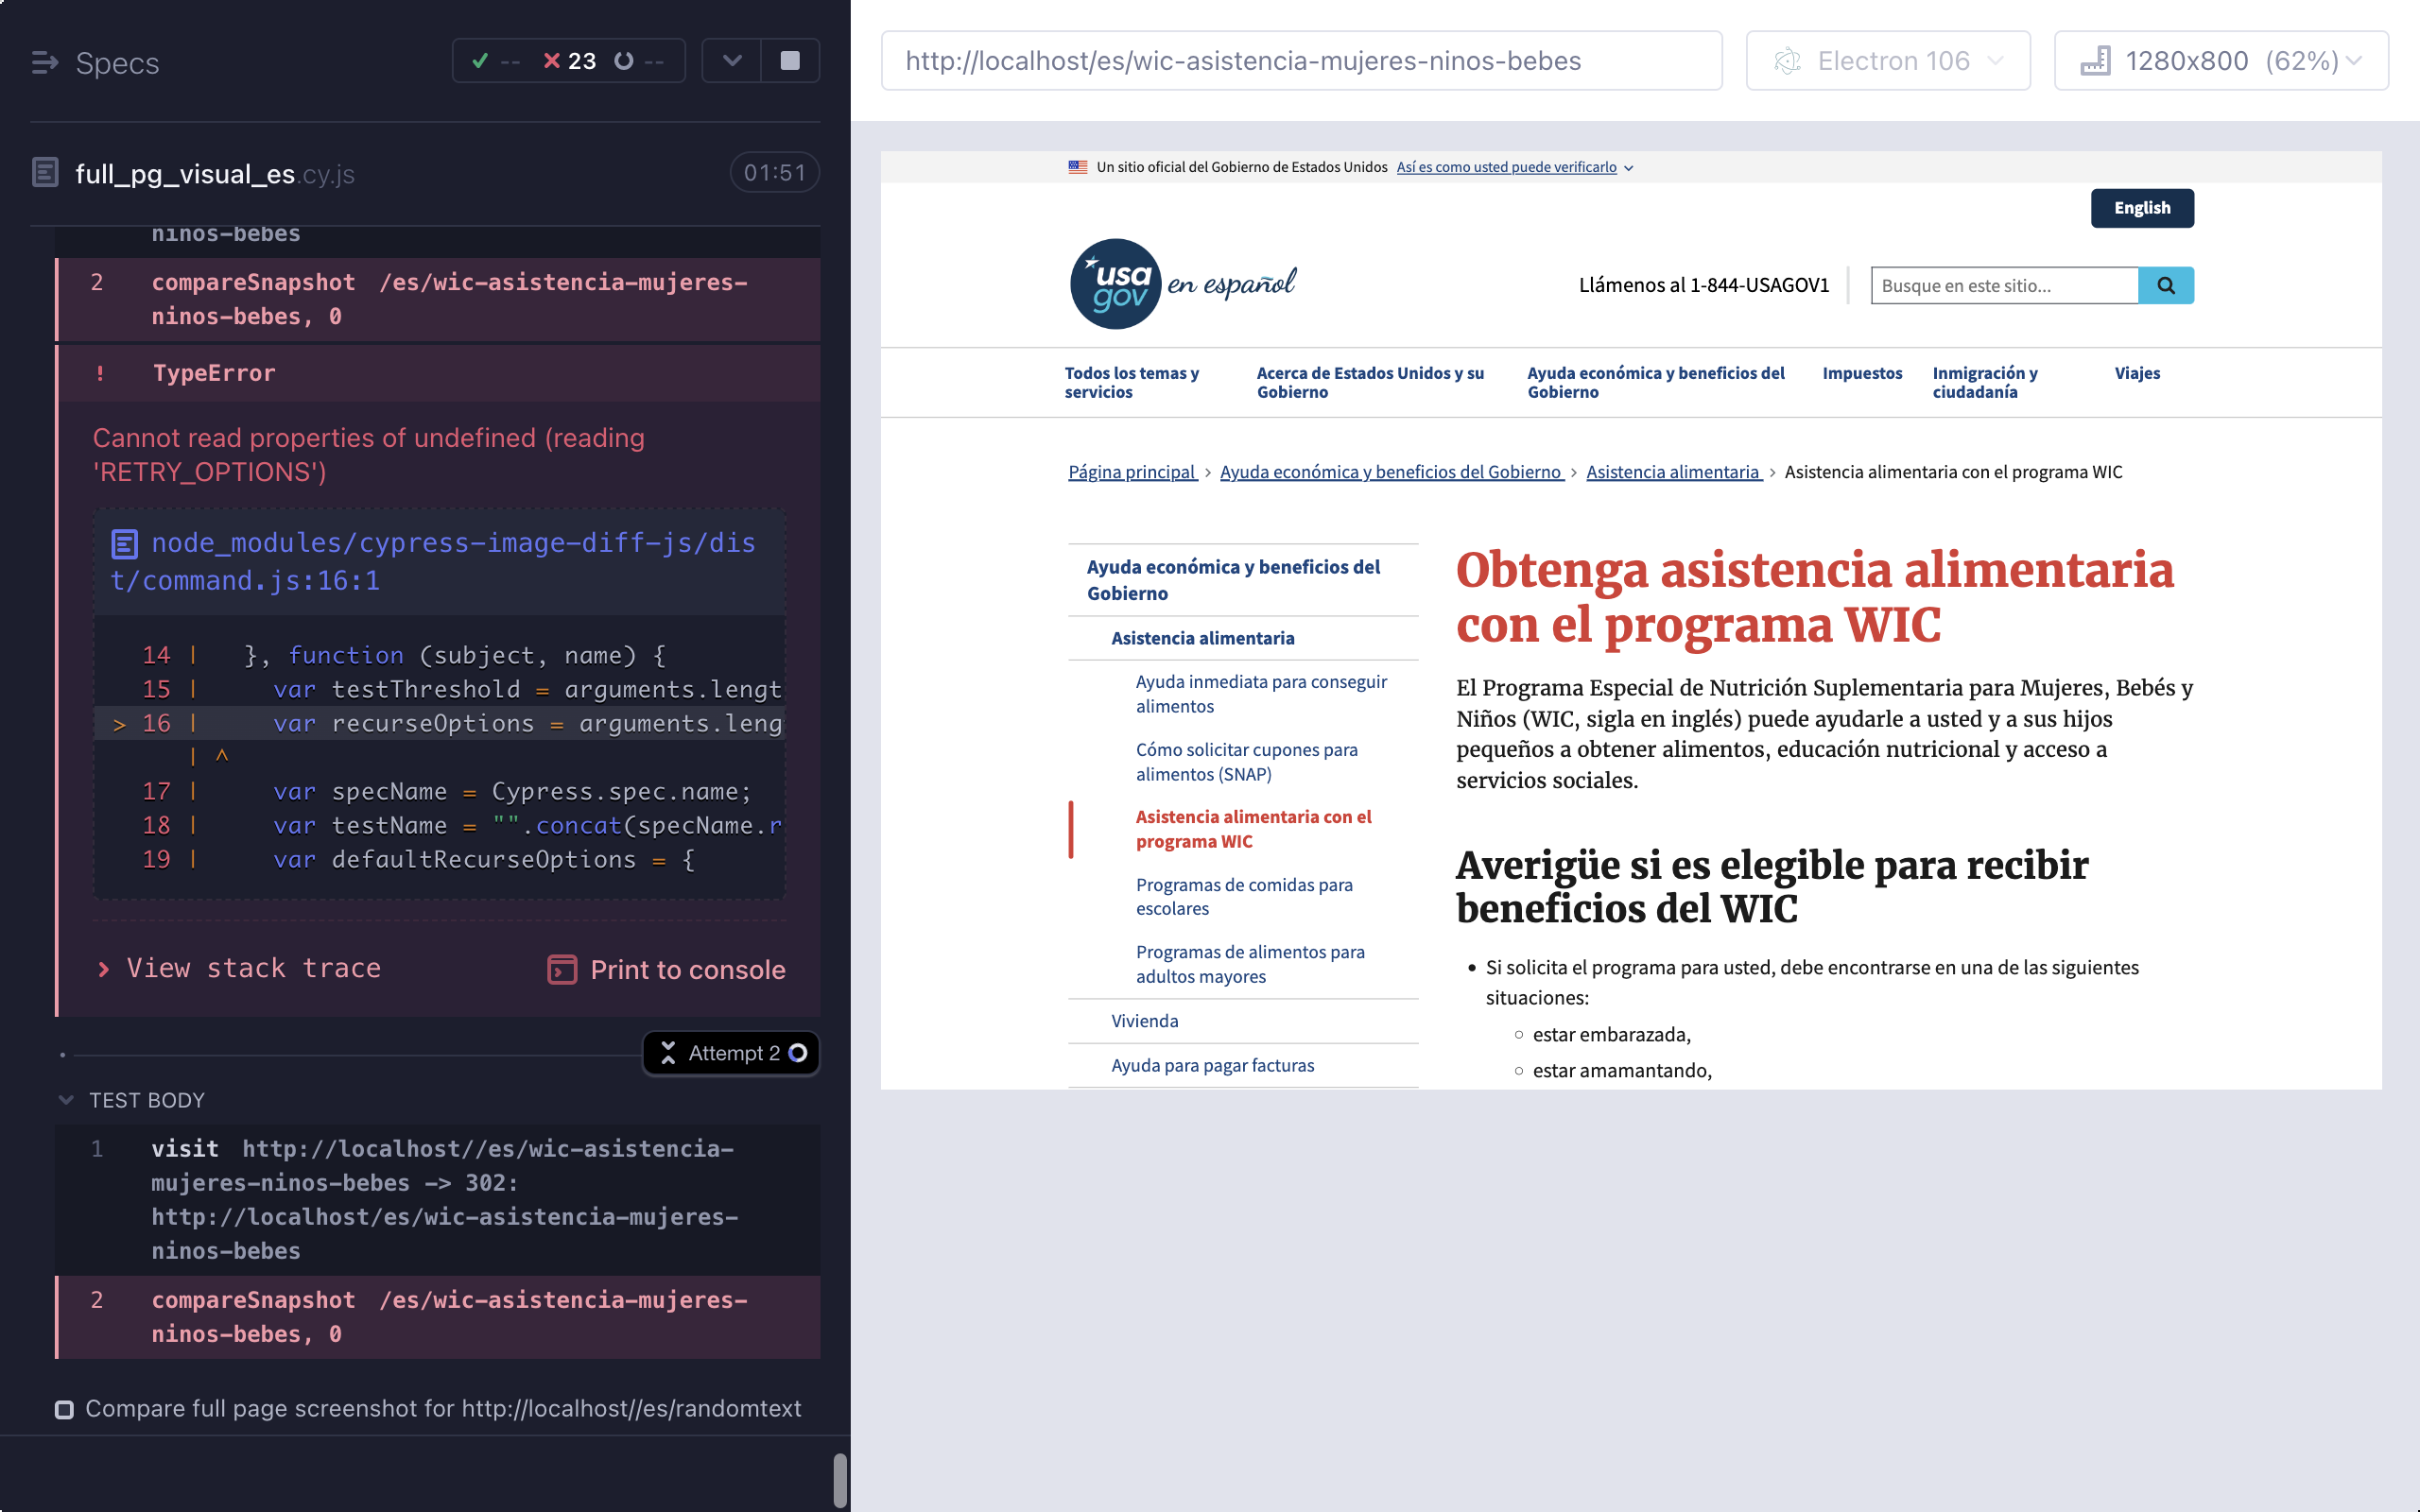 Specs
-- 23 --
full_pg_visual_es.cy.js
01:51
ninos-bebes
2 compareSnapshot /es/wic-asistencia-mujeres-
ninos-bebes, 0
! TypeError
Cannot read properties of undefined (reading
'RETRY_OPTIONS')
node_modules/cypress-image-diff-js/dis
t/command.js:16:1
14 | }, function (subject, name) {
15 | var testThreshold = arguments.lengt
> 16 | var recurseOptions = arguments.leng
| ^
17 | var specName = Cypress.spec.name;
18 | var testName = "".concat(specName.r
19 | var defaultRecurseOptions = {
View stack trace
Print to console
Attempt 2
TEST BODY
1 visit http://localhost//es/wic-asistencia-
mujeres-ninos-bebes -> 302:
http://localhost/es/wic-asistencia-mujeres-
ninos-bebes
2 compareSnapshot /es/wic-asistencia-mujeres-
ninos-bebes, 0
Compare full page screenshot for http://localhost//es/randomtext
http://localhost/es/wic-asistencia-mujeres-ninos-bebes
Electron 106
1280x800 (62%)
Un sitio oficial del Gobierno de Estados Unidos Así es como usted puede verificarlo
English
usa
gov
en español
Llámenos al 1-844-USAGOV1
Busque en este sitio...
Todos los temas y
servicios
Acerca de Estados Unidos y su
Gobierno
Ayuda económica y beneficios del
Gobierno
Impuestos
Inmigración y
ciudadanía
Viajes
Página principal > Ayuda económica y beneficios del Gobierno > Asistencia alimentaria > Asistencia alimentaria con el programa WIC
Ayuda económica y beneficios del
Gobierno
Asistencia alimentaria
Ayuda inmediata para conseguir
alimentos
Cómo solicitar cupones para
alimentos (SNAP)
Asistencia alimentaria con el
programa WIC
Programas de comidas para
escolares
Programas de alimentos para
adultos mayores
Vivienda
Ayuda para pagar facturas
Obtenga asistencia alimentaria
con el programa WIC
El Programa Especial de Nutrición Suplementaria para Mujeres, Bebés y
Niños (WIC, sigla en inglés) puede ayudarle a usted y a sus hijos
pequeños a obtener alimentos, educación nutricional y acceso a
servicios sociales.
Averigüe si es elegible para recibir
beneficios del WIC
• Si solicita el programa para usted, debe encontrarse en una de las siguientes
situaciones:
○ estar embarazada,
○ estar amamantando,